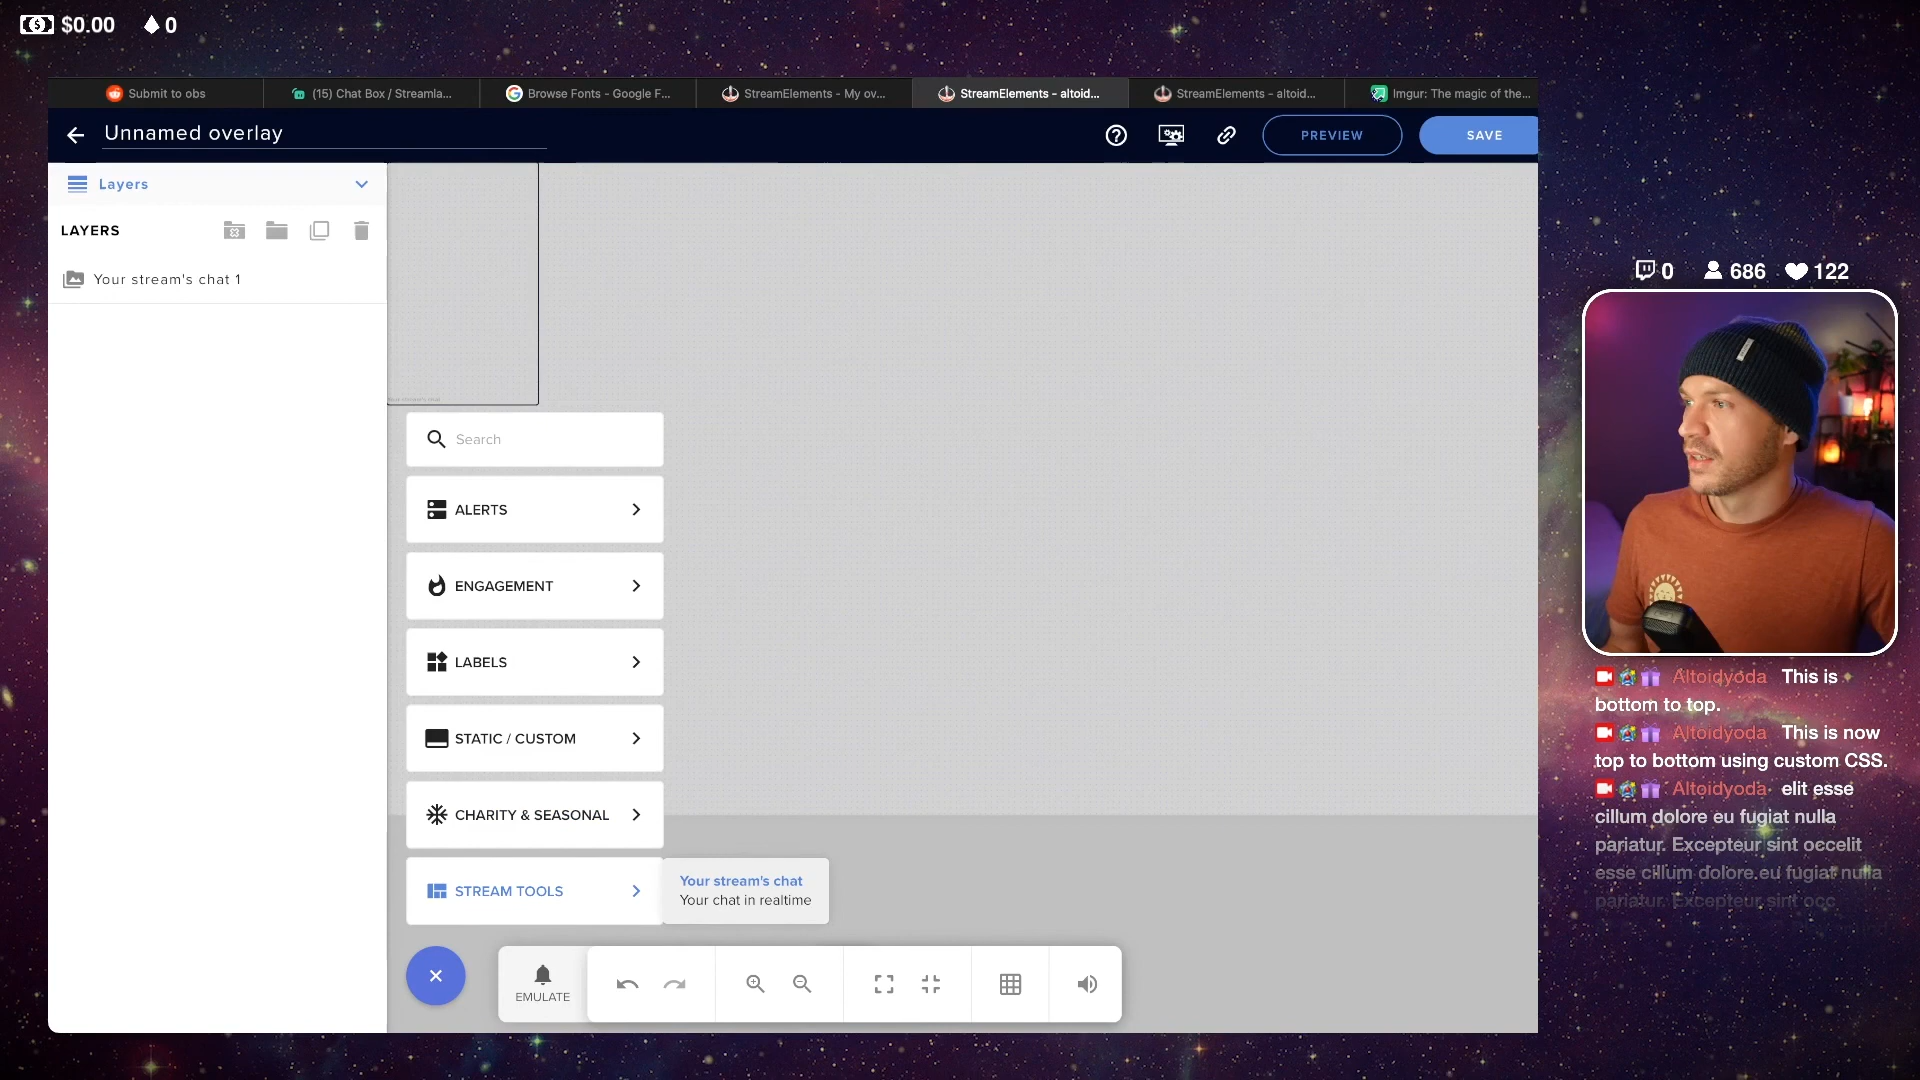 $0.00 0
Submit to obs
(15) Chat Box / Streamla...
Browse Fonts - Google F...
StreamElements - My ov...
StreamElements - altoid...
StreamElements - altoid...
Imgur: The magic of the...
Unnamed overlay
PREVIEW
SAVE
Layers
LAYERS
Your stream's chat 1
Search
ALERTS
ENGAGEMENT
LABELS
STATIC / CUSTOM
CHARITY & SEASONAL
STREAM TOOLS
Your stream's chat
Your chat in realtime
EMULATE
0 686 122
Altoidyoda This is
bottom to top.
Altoidyoda This is now
top to bottom using custom CSS.
Altoidyoda elit esse
cillum dolore eu fugiat nulla
pariatur. Excepteur sint occelit
esse cillum dolore eu fugiat nulla
pariatur. Excepteur sint occ